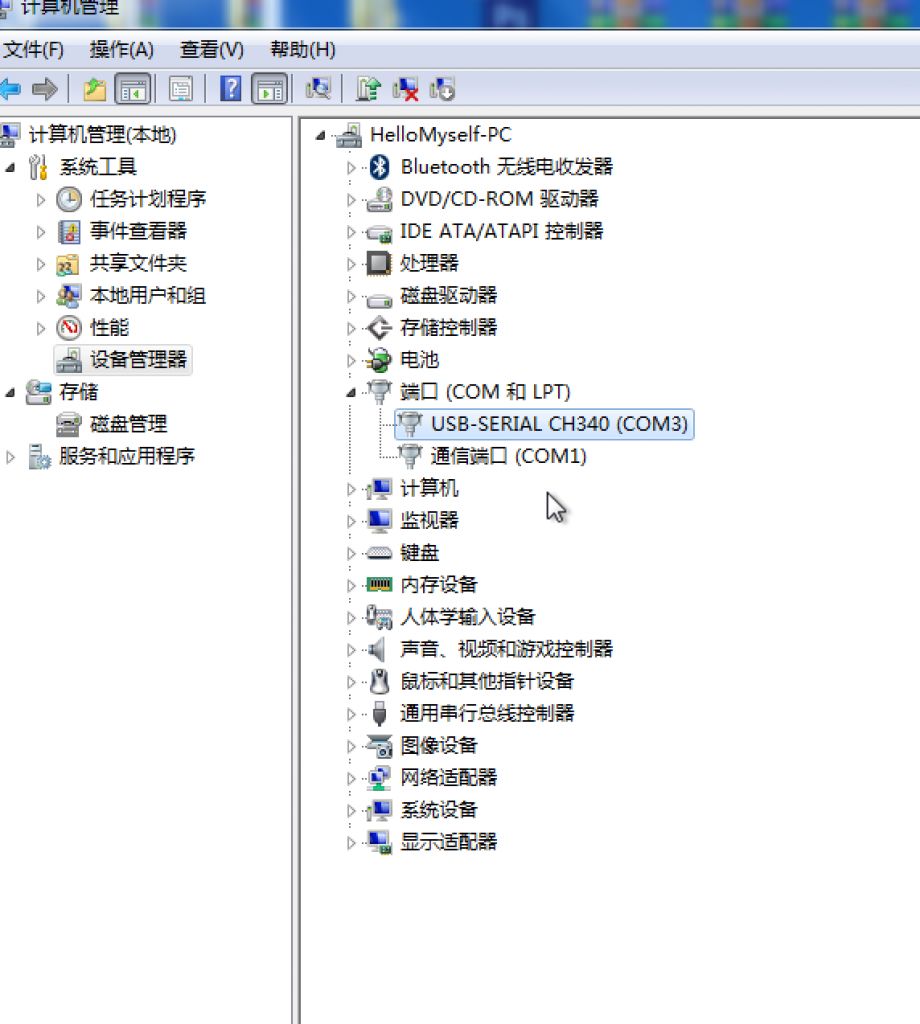 计算机管理
文件(F) 操作(A) 查看(V) 帮助(H)
计算机管理(本地)
系统工具
任务计划程序
事件查看器
共享文件夹
本地用户和组
性能
设备管理器
存储
磁盘管理
服务和应用程序
HelloMyself-PC
Bluetooth 无线电收发器
DVD/CD-ROM 驱动器
IDE ATA/ATAPI 控制器
处理器
磁盘驱动器
存储控制器
电池
端口 (COM 和 LPT)
USB-SERIAL CH340 (COM3)
通信端口 (COM1)
计算机
监视器
键盘
内存设备
人体学输入设备
声音、视频和游戏控制器
鼠标和其他指针设备
通用串行总线控制器
图像设备
网络适配器
系统设备
显示适配器